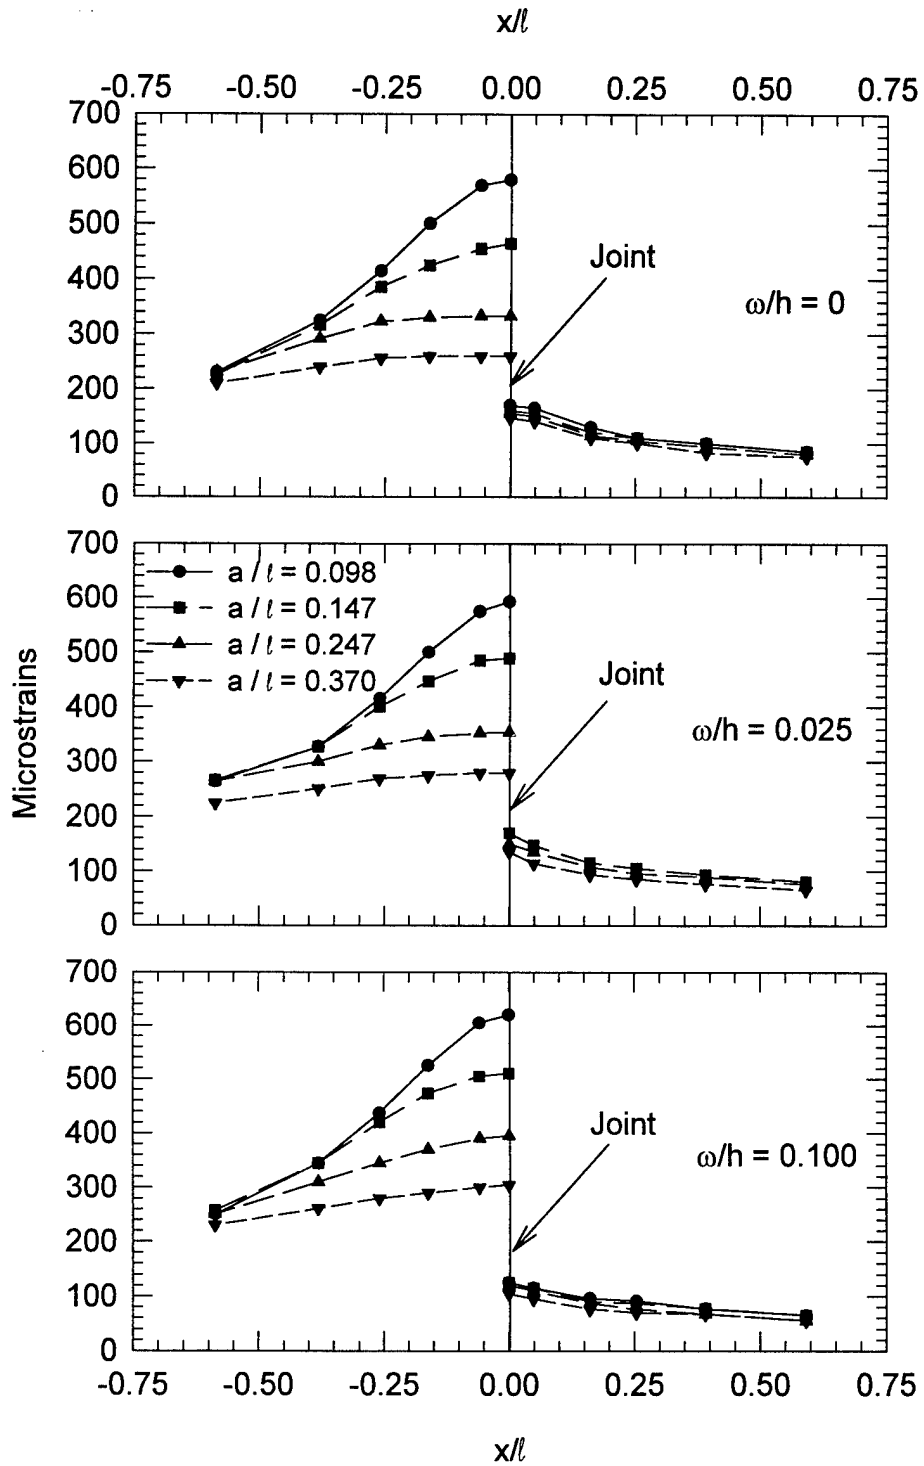 x/ℓ
-0.75 -0.50 -0.25 0.00 0.25 0.50 0.75
700
600
500
400
300
200
100
0
Joint
ω/h = 0
Microstrains
700
600
500
400
300
200
100
0
a / ℓ = 0.098
a / ℓ = 0.147
a / ℓ = 0.247
a / ℓ = 0.370
Joint
ω/h = 0.025
700
600
500
400
300
200
100
0
Joint
ω/h = 0.100
-0.75 -0.50 -0.25 0.00 0.25 0.50 0.75
x/ℓ